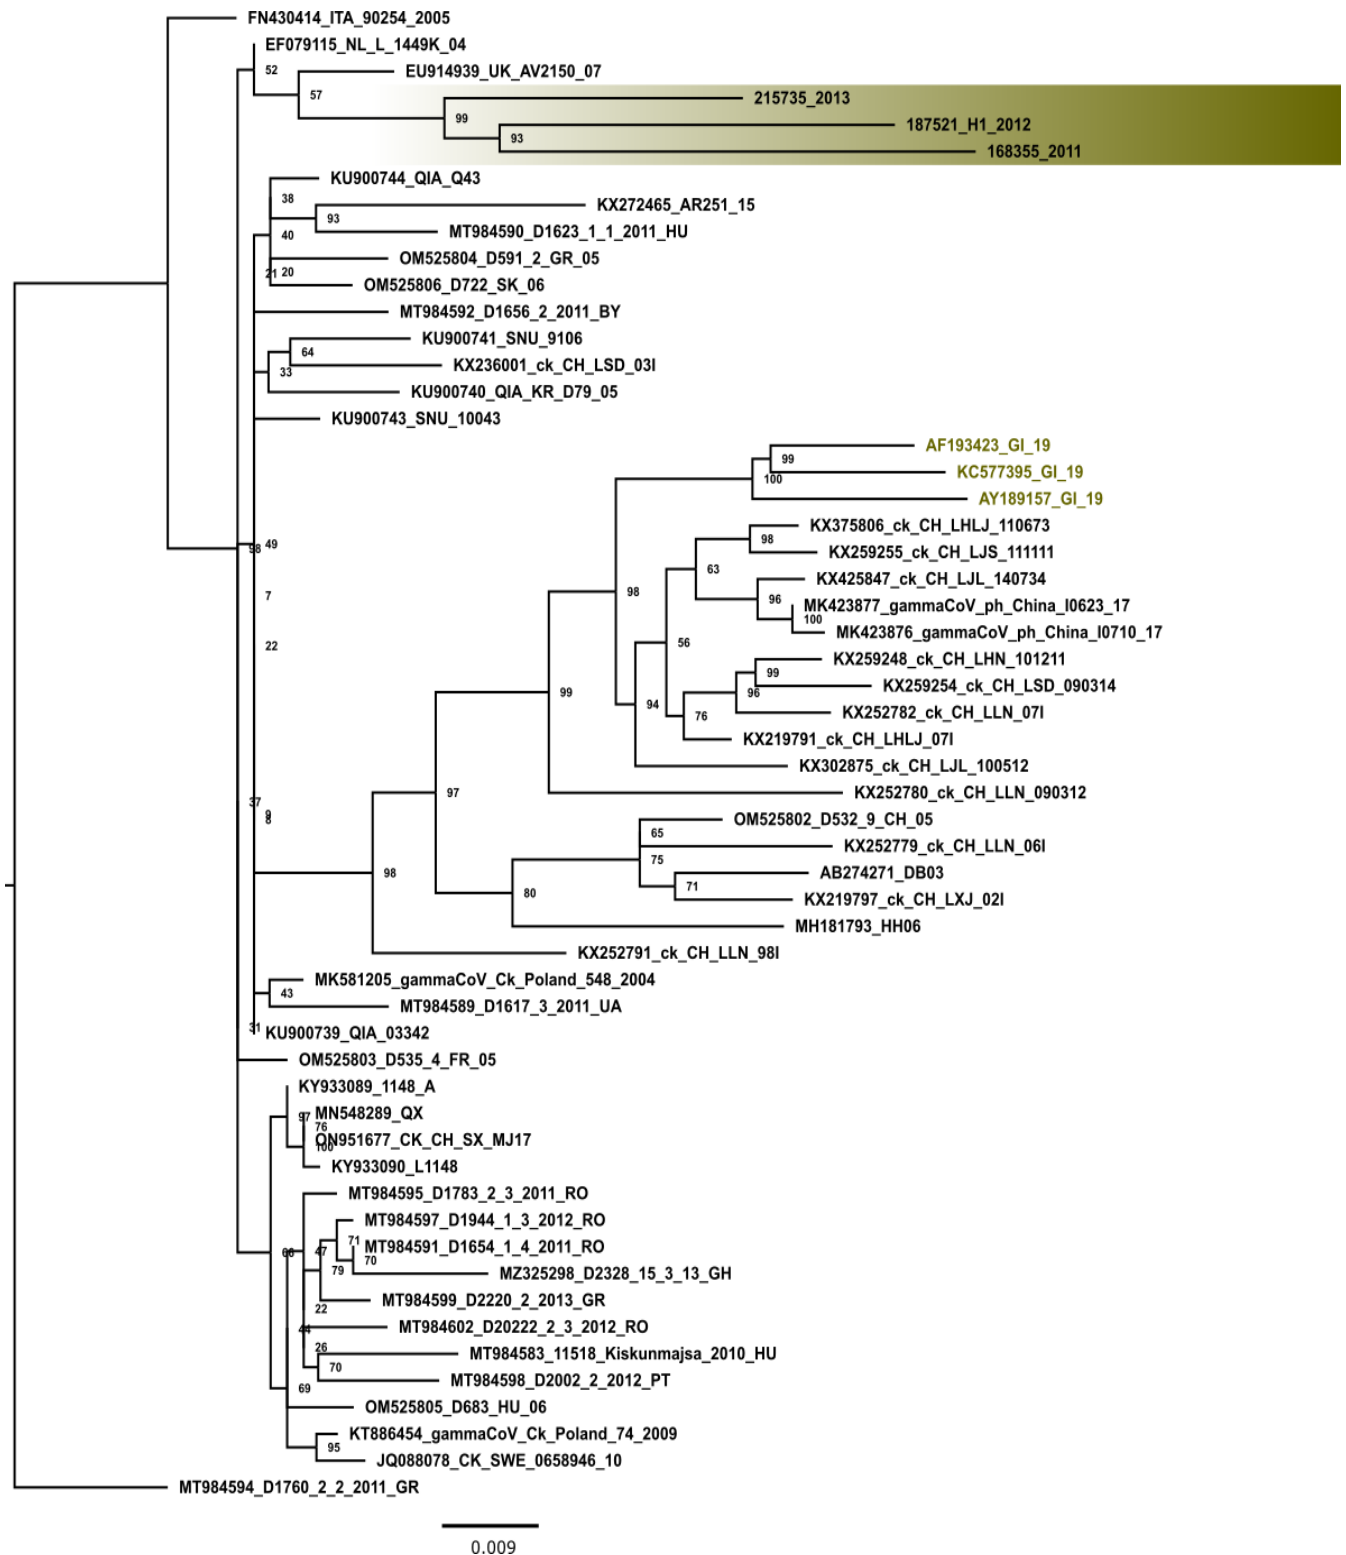 FN430414_ITA_90254_2005
EF079115_NL_L_1449K_04
52
EU914939_UK_AV2150_07
57
215735_2013
99
187521_H1_2012
93
168355_2011
KU900744_QIA_Q43
38
KX272465_AR251_15
93
MT984590_D1623_1_1_2011_HU
40
OM525804_D591_2_GR_05
21 20
OM525806_D722_SK_06
MT984592_D1656_2_2011_BY
KU900741_SNU_9106
64
KX236001_ck_CH_LSD_03I
33
KU900740_QIA_KR_D79_05
KU900743_SNU_10043
AF193423_GI_19
99
KC577395_GI_19
100
AY189157_GI_19
KX375806_ck_CH_LHLJ_110673
98
98 49
KX259255_ck_CH_LJS_111111
63
KX425847_ck_CH_LJL_140734
98
7
96
MK423877_gammaCoV_ph_China_I0623_17
100
MK423876_gammaCoV_ph_China_I0710_17
56
22
KX259248_ck_CH_LHN_101211
99
KX259254_ck_CH_LSD_090314
99
96
94
KX252782_ck_CH_LLN_07I
76
KX219791_ck_CH_LHLJ_07I
KX302875_ck_CH_LJL_100512
97
KX252780_ck_CH_LLN_090312
37
9
8
OM525802_D532_9_CH_05
65
KX252779_ck_CH_LLN_06I
75
98
AB274271_DB03
71
80
KX219797_ck_CH_LXJ_02I
MH181793_HH06
KX252791_ck_CH_LLN_98I
MK581205_gammaCoV_Ck_Poland_548_2004
43
MT984589_D1617_3_2011_UA
31
KU900739_QIA_03342
OM525803_D535_4_FR_05
KY933089_1148_A
97
MN548289_QX
76
ON951677_CK_CH_SX_MJ17
100
KY933090_L1148
MT984595_D1783_2_3_2011_RO
MT984597_D1944_1_3_2012_RO
71
MT984591_D1654_1_4_2011_RO
66 47
70
79
MZ325298_D2328_15_3_13_GH
MT984599_D2220_2_2013_GR
22
44
MT984602_D20222_2_3_2012_RO
26
MT984583_11518_Kiskunmajsa_2010_HU
70
MT984598_D2002_2_2012_PT
69
OM525805_D683_HU_06
KT886454_gammaCoV_Ck_Poland_74_2009
95
JQ088078_CK_SWE_0658946_10
MT984594_D1760_2_2_2011_GR
0.009